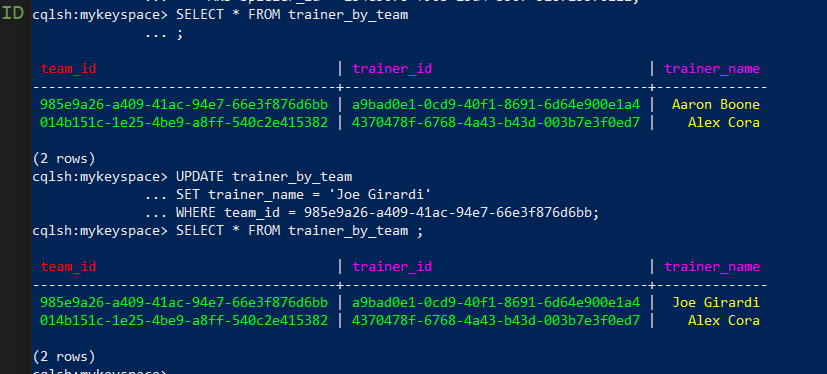 ID
cqlsh:mykeyspace> SELECT * FROM trainer_by_team
... ;
team_id | trainer_id | trainer_name
--------------------------------------+--------------------------------------+--------------
985e9a26-a409-41ac-94e7-66e3f876d6bb | a9bad0e1-0cd9-40f1-8691-6d64e900e1a4 | Aaron Boone
014b151c-1e25-4be9-a8ff-540c2e415382 | 4370478f-6768-4a43-b43d-003b7e3f0ed7 | Alex Cora
(2 rows)
cqlsh:mykeyspace> UPDATE trainer_by_team
... SET trainer_name = 'Joe Girardi'
... WHERE team_id = 985e9a26-a409-41ac-94e7-66e3f876d6bb;
cqlsh:mykeyspace> SELECT * FROM trainer_by_team ;
team_id | trainer_id | trainer_name
--------------------------------------+--------------------------------------+--------------
985e9a26-a409-41ac-94e7-66e3f876d6bb | a9bad0e1-0cd9-40f1-8691-6d64e900e1a4 | Joe Girardi
014b151c-1e25-4be9-a8ff-540c2e415382 | 4370478f-6768-4a43-b43d-003b7e3f0ed7 | Alex Cora
(2 rows)
cqlsh:mykeyspace>